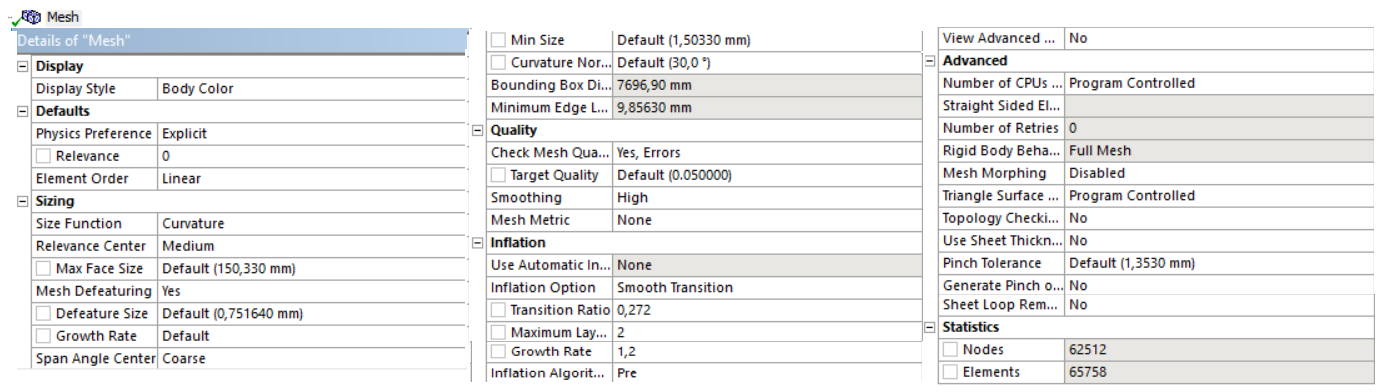 Mesh
Details of "Mesh"
Display
Display Style Body Color
Defaults
Physics Preference Explicit
Relevance 0
Element Order Linear
Sizing
Size Function Curvature
Relevance Center Medium
Max Face Size Default (150,330 mm)
Mesh Defeaturing Yes
Defeature Size Default (0,751640 mm)
Growth Rate Default
Span Angle Center Coarse
Min Size Default (1,50330 mm)
Curvature Nor... Default (30,0 °)
Bounding Box Di... 7696,90 mm
Minimum Edge L... 9,85630 mm
Quality
Check Mesh Qua... Yes, Errors
Target Quality Default (0.050000)
Smoothing High
Mesh Metric None
Inflation
Use Automatic In... None
Inflation Option Smooth Transition
Transition Ratio 0,272
Maximum Lay... 2
Growth Rate 1,2
Inflation Algorit... Pre
View Advanced ... No
Advanced
Number of CPUs ... Program Controlled
Straight Sided El...
Number of Retries 0
Rigid Body Beha... Full Mesh
Mesh Morphing Disabled
Triangle Surface ... Program Controlled
Topology Checki... No
Use Sheet Thickn... No
Pinch Tolerance Default (1,3530 mm)
Generate Pinch o... No
Sheet Loop Rem... No
Statistics
Nodes 62512
Elements 65758